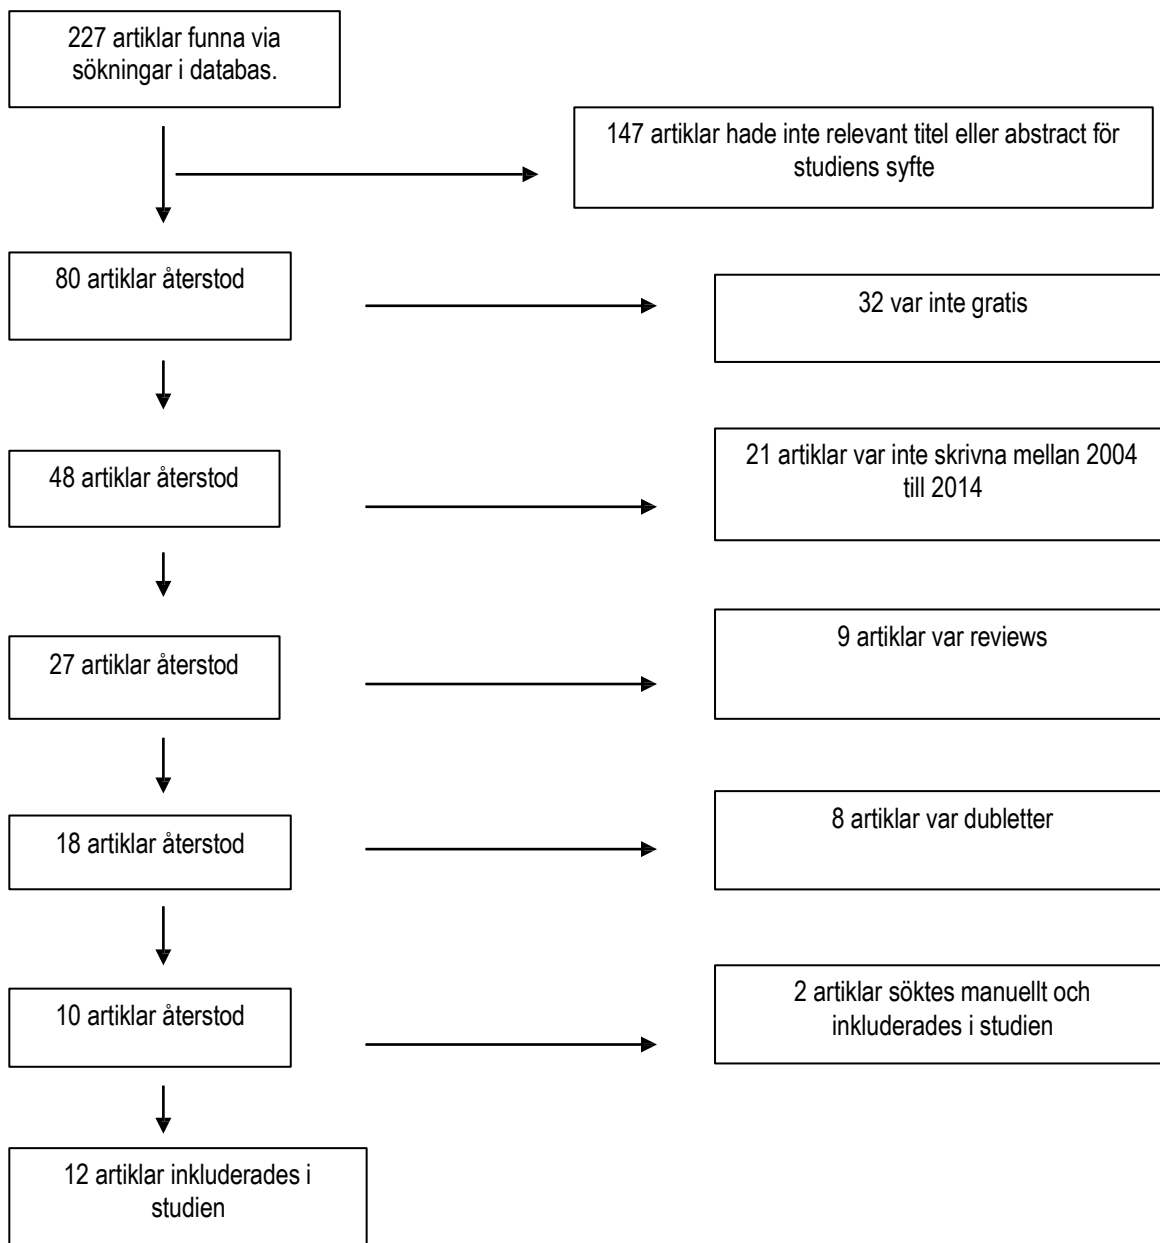 227 artiklar funna via
sökningar i databas.
147 artiklar hade inte relevant titel eller abstract för
studiens syfte
80 artiklar återstod
32 var inte gratis
48 artiklar återstod
21 artiklar var inte skrivna mellan 2004
till 2014
27 artiklar återstod
9 artiklar var reviews
18 artiklar återstod
8 artiklar var dubletter
10 artiklar återstod
2 artiklar söktes manuellt och
inkluderades i studien
12 artiklar inkluderades i
studien